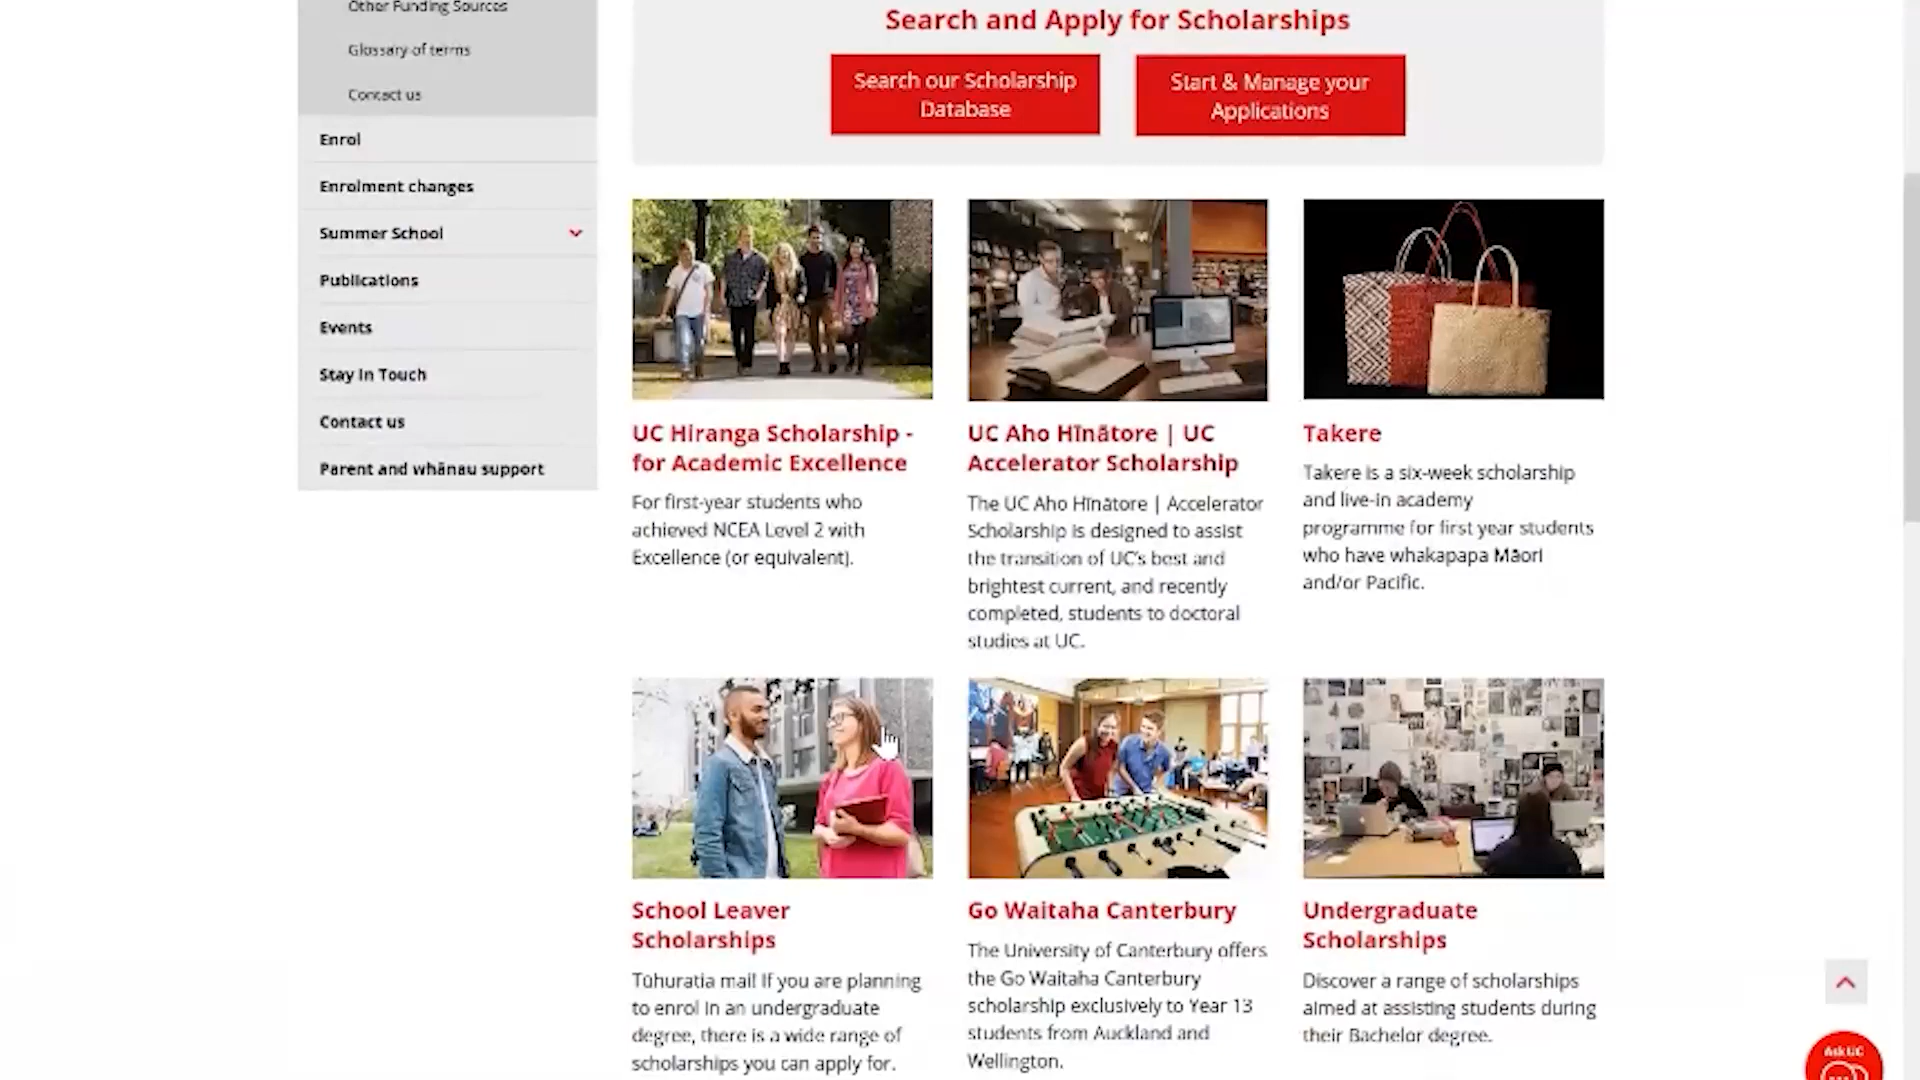 Other Funding Sources
Glossary of terms
Contact us
Enrol
Enrolment changes
Summer School
Publications
Events
Stay In Touch
Contact us
Parent and whānau support
Search and Apply for Scholarships
Search our Scholarship
Database
Start & Manage your
Applications
UC Hiranga Scholarship -
for Academic Excellence
For first-year students who
achieved NCEA Level 2 with
Excellence (or equivalent).
UC Aho Hīnātore | UC
Accelerator Scholarship
The UC Aho Hīnātore | Accelerator
Scholarship is designed to assist
the transition of UC's best and
brightest current, and recently
completed, students to doctoral
studies at UC.
Takere
Takere is a six-week scholarship
and live-in academy
programme for first year students
who have whakapapa Māori
and/or Pacific.
School Leaver
Scholarships
Tūhuratia mai! If you are planning
to enrol in an undergraduate
degree, there is a wide range of
scholarships you can apply for.
Go Waitaha Canterbury
The University of Canterbury offers
the Go Waitaha Canterbury
scholarship exclusively to Year 13
students from Auckland and
Wellington.
Undergraduate
Scholarships
Discover a range of scholarships
aimed at assisting students during
their Bachelor degree.
Ask UC